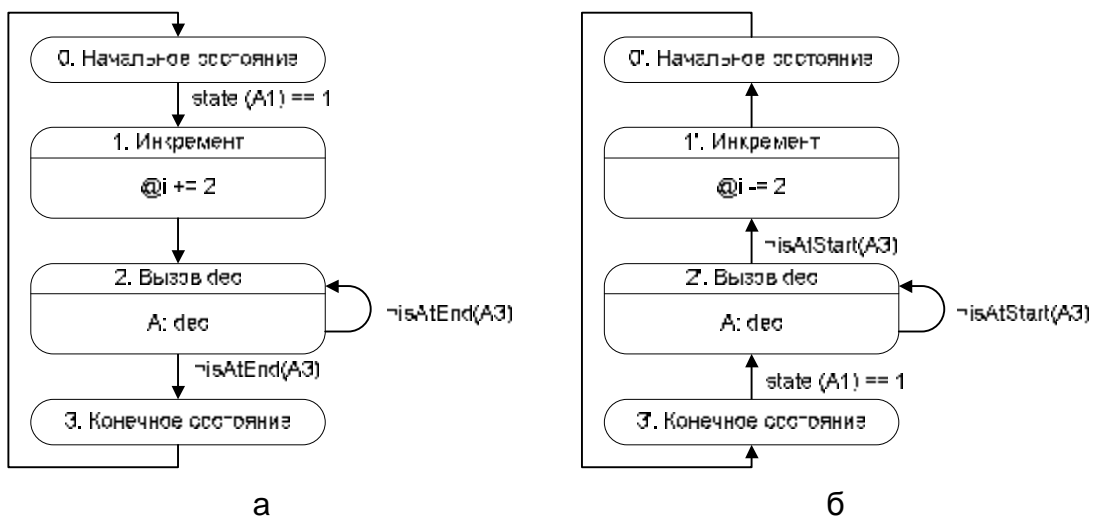 0. Начальное состояние
state (A1) == 1
1. Инкремент
@i += 2
2. Вызов dec
A: dec
¬isAtEnd(A3)
¬isAtEnd(A3)
3. Конечное состояние
а
0'. Начальное состояние
1'. Инкремент
@i -= 2
¬isAtStart(A3)
2'. Вызов dec
A: dec
¬isAtStart(A3)
state (A1) == 1
3'. Конечное состояние
б